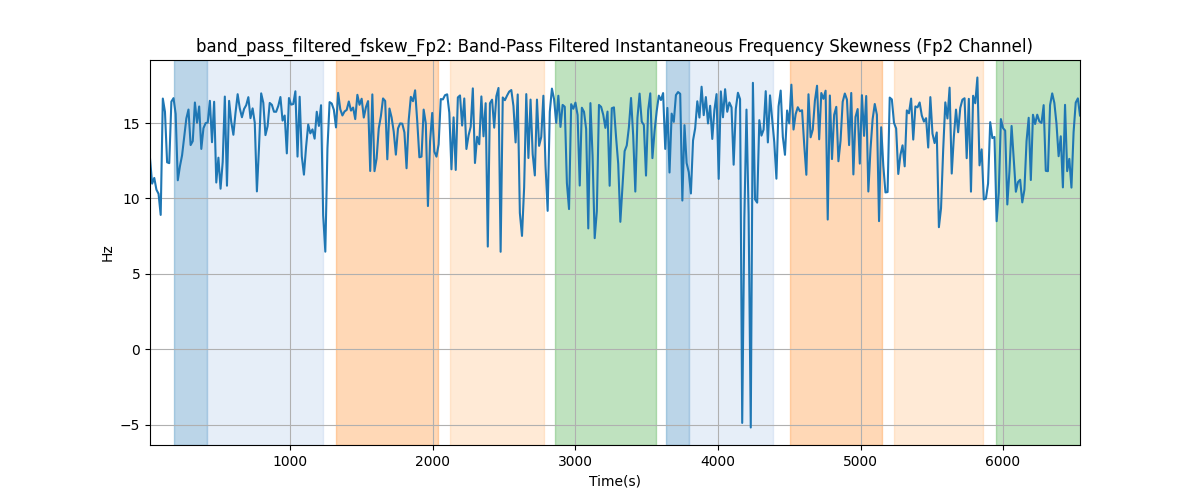 band_pass_filtered_fskew_Fp2: Band-Pass Filtered Instantaneous Frequency Skewness (Fp2 Channel)
15
10
5
0
−5
Hz
1000 2000 3000 4000 5000 6000
Time(s)